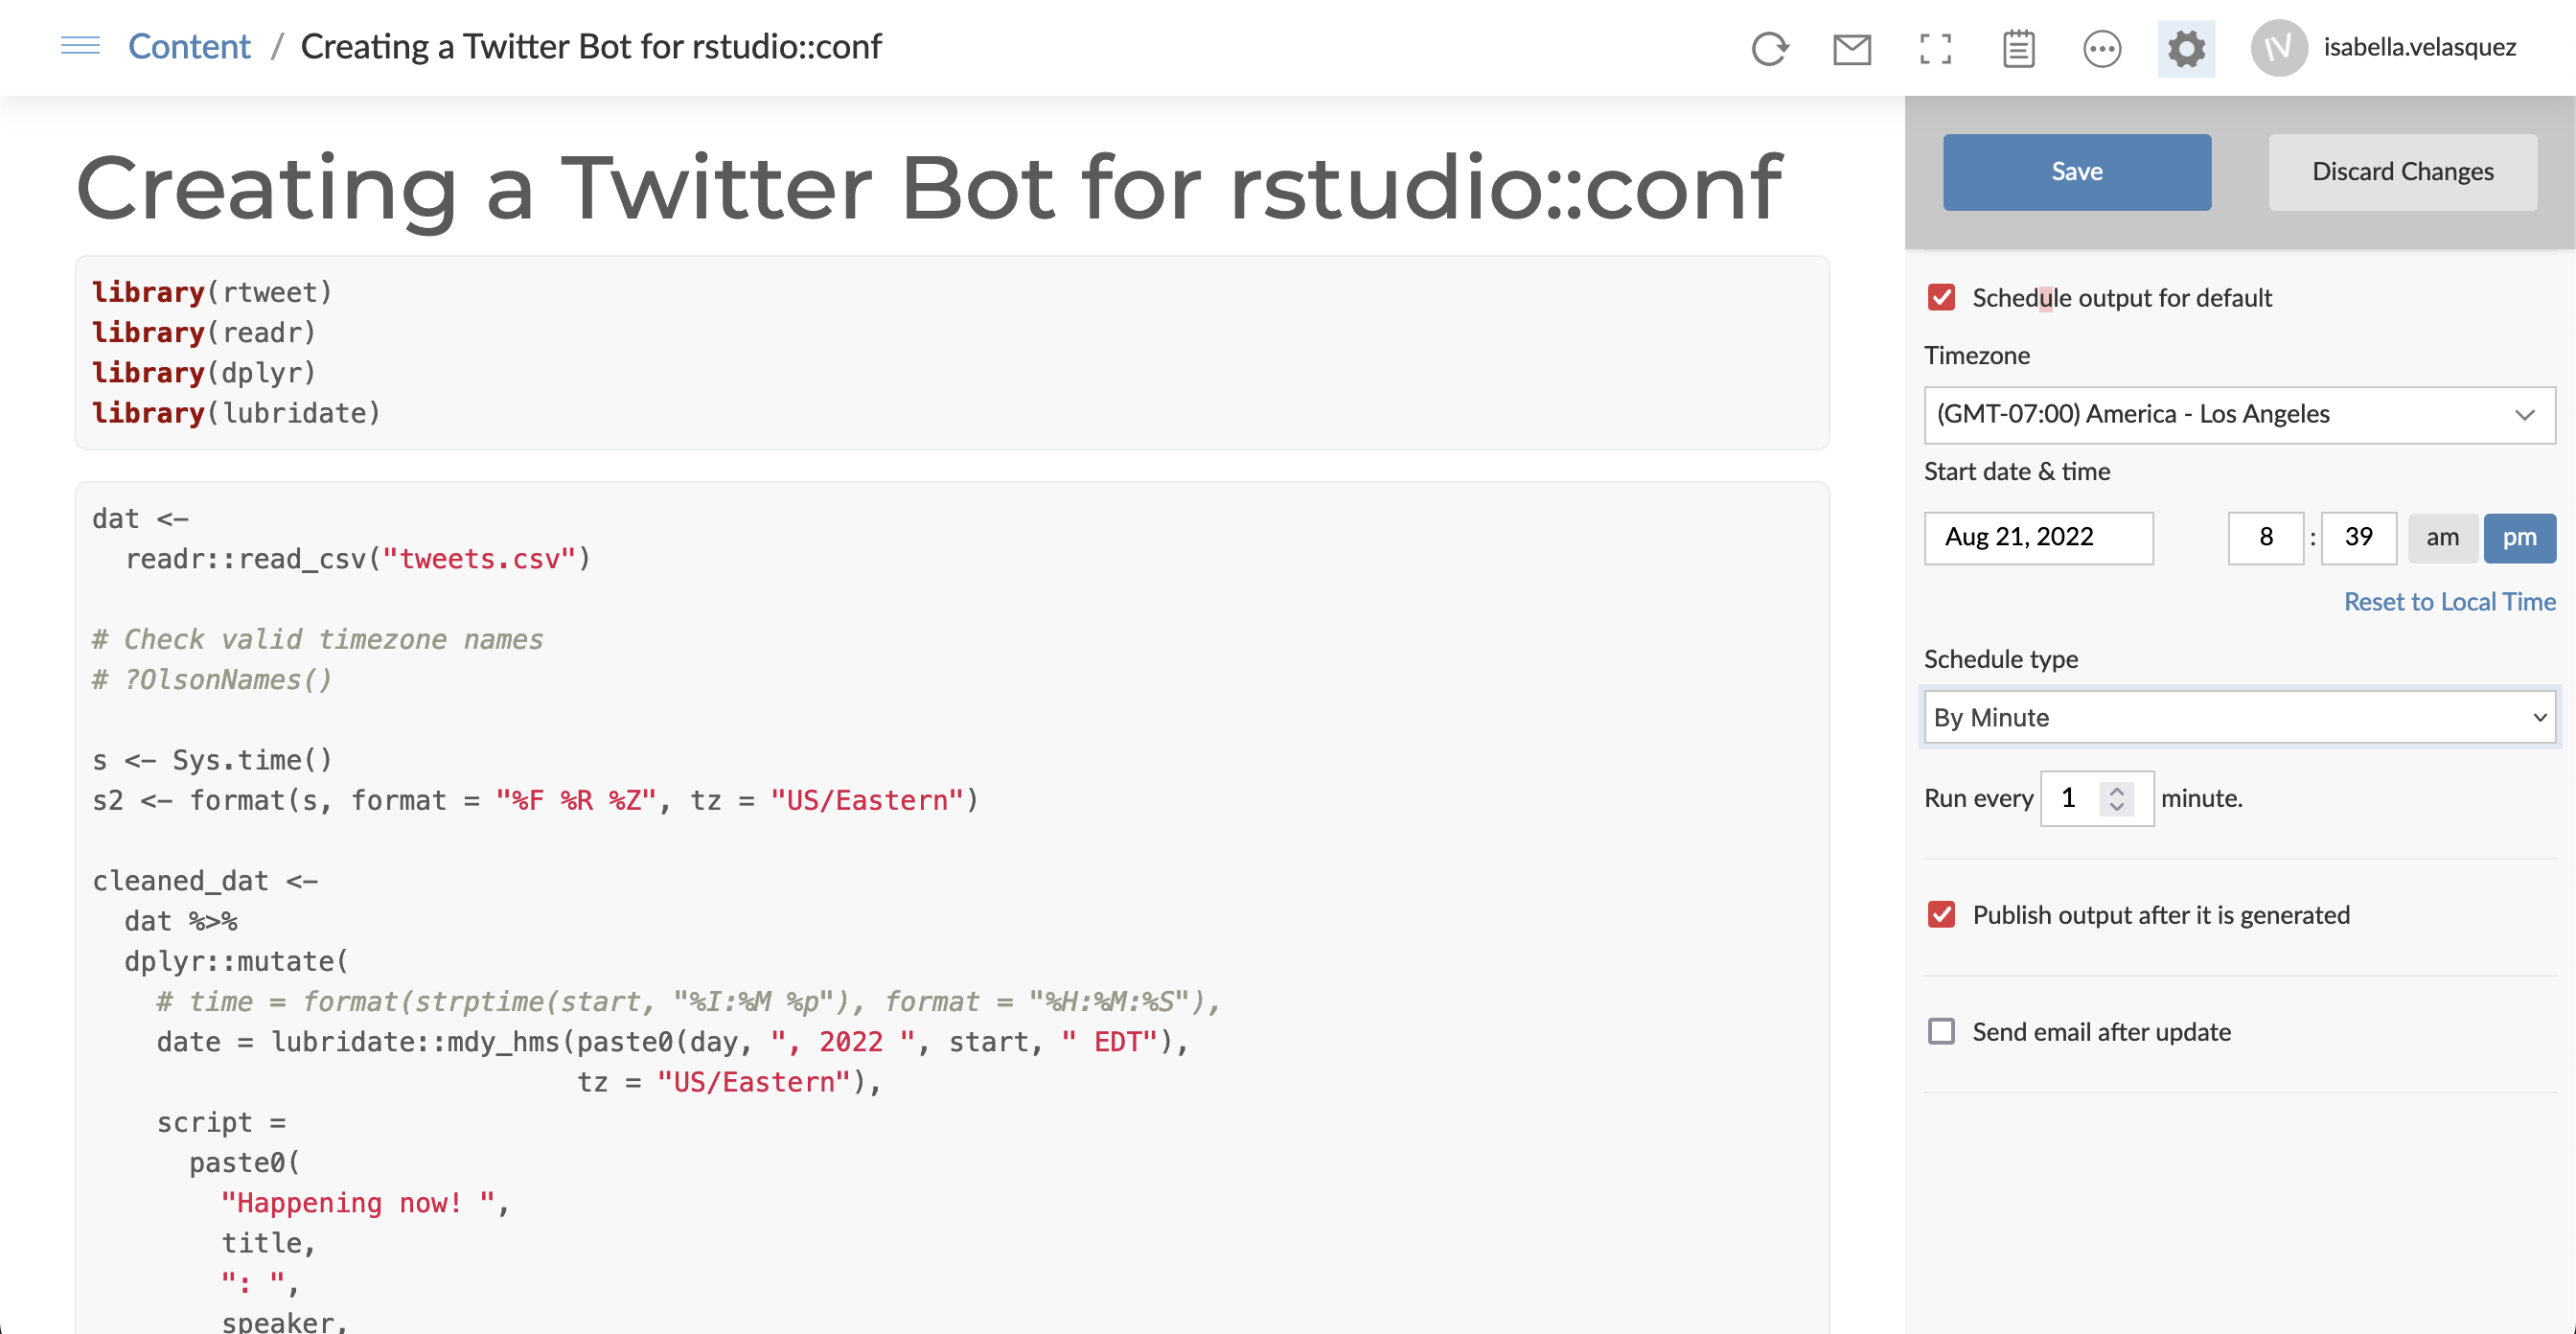 Content / Creating a Twitter Bot for rstudio::conf
IV isabella.velasquez
Creating a Twitter Bot for rstudio::conf
library(rtweet)
library(readr)
library(dplyr)
library(lubridate)
dat <-
  readr::read_csv("tweets.csv")
# Check valid timezone names
# ?OlsonNames()
s <- Sys.time()
s2 <- format(s, format = "%F %R %Z", tz = "US/Eastern")
cleaned_dat <-
  dat %>%
  dplyr::mutate(
    # time = format(strptime(start, "%I:%M %p"), format = "%H:%M:%S"),
    date = lubridate::mdy_hms(paste0(day, ", 2022 ", start, " EDT"),
                              tz = "US/Eastern"),
    script =
      paste0(
        "Happening now! ",
        title,
        ": ",
        speaker,
Save Discard Changes
Schedule output for default
Timezone
(GMT-07:00) America - Los Angeles
Start date & time
Aug 21, 2022 8 : 39 am pm
Reset to Local Time
Schedule type
By Minute
Run every 1 minute.
Publish output after it is generated
Send email after update